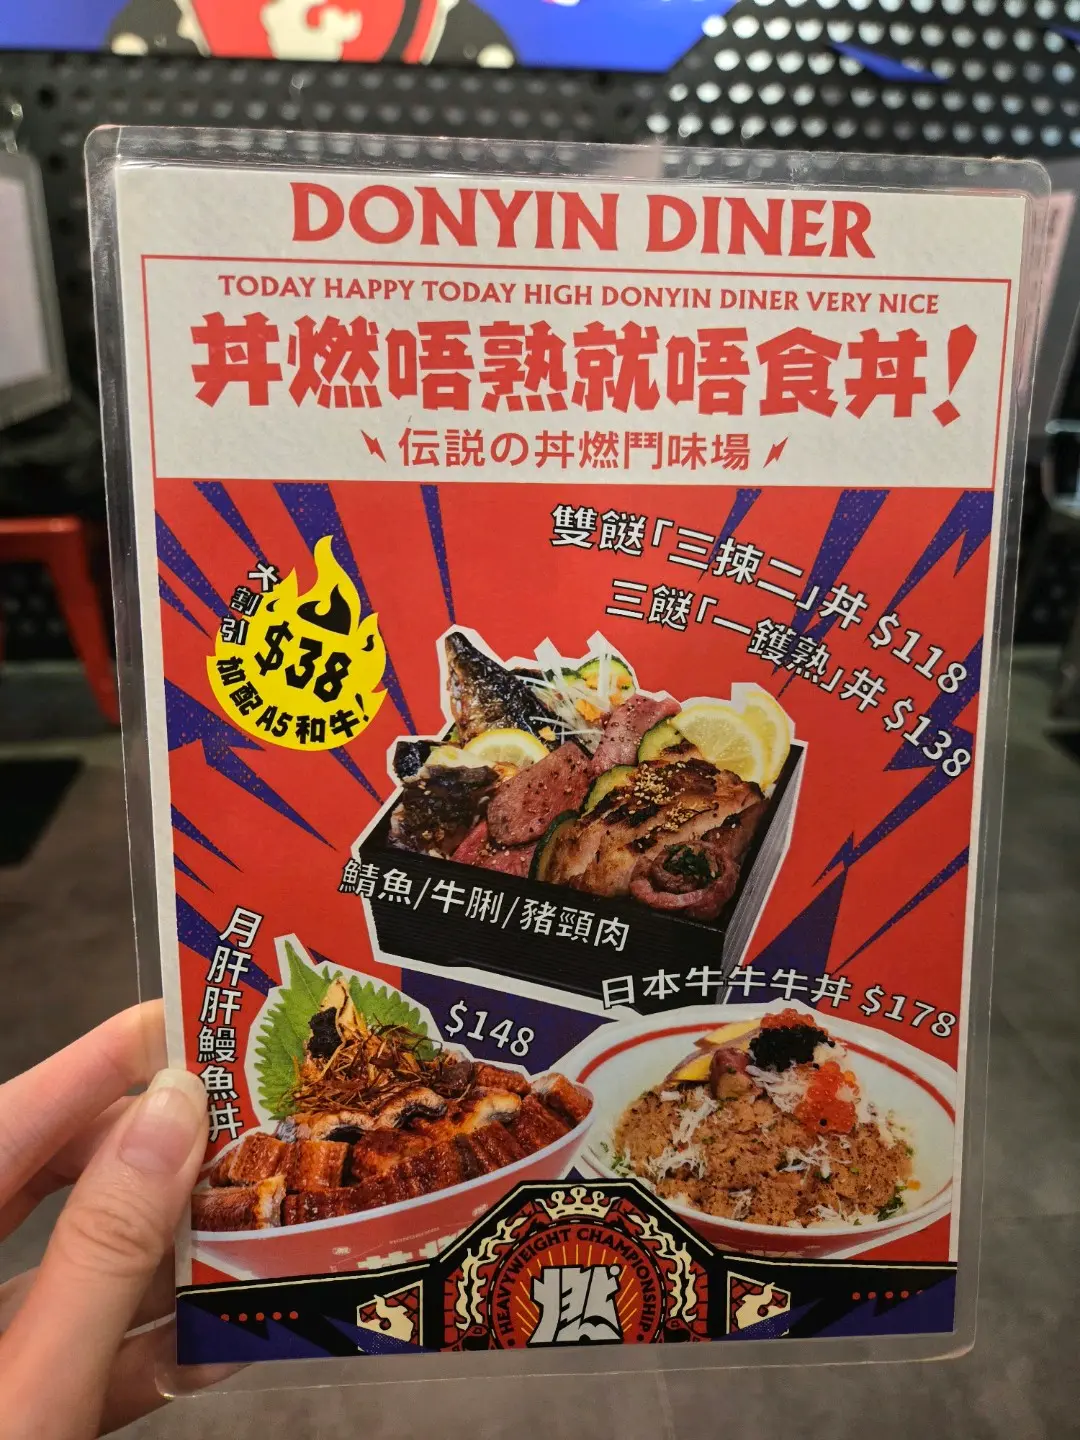 DONYIN DINER
TODAY HAPPY TODAY HIGH DONYIN DINER VERY NICE
丼燃唔熟就唔食丼!
伝説の丼燃鬥味場
大割引
$38
加配A5和牛!
雙餸「三揀二」丼 $118
三餸「一鑊熟」丼 $138
鯖魚/牛脷/豬頸肉
月肝肝鰻魚丼
$148
日本牛牛牛丼 $178
HEAVYWEIGHT CHAMPIONSHIP
燃